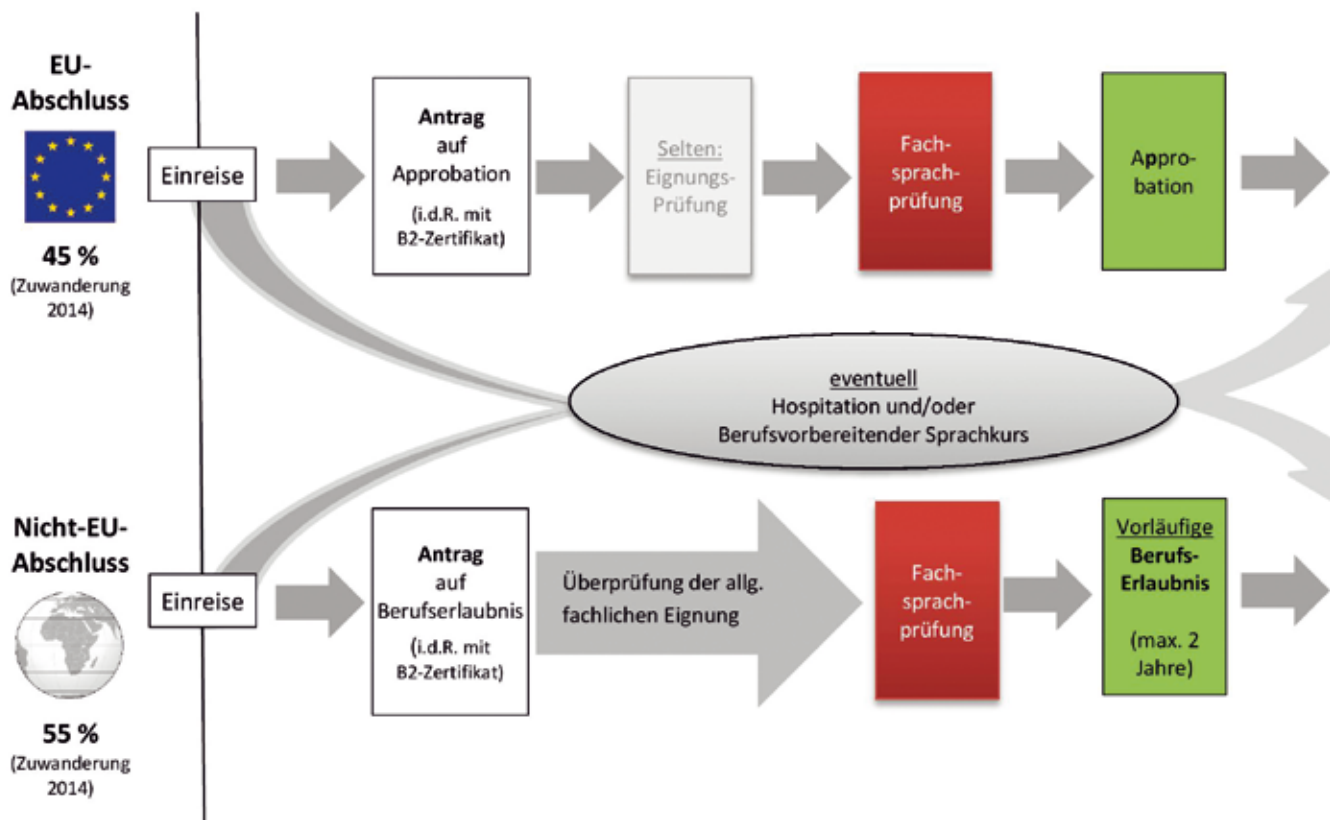 EU-
Abschluss
45 %
(Zuwanderung
2014)
Einreise
Antrag
auf
Approbation
(i.d.R. mit
B2-Zertifikat)
Selten:
Eignungs-
Prüfung
Fach-
sprach-
prüfung
Appro-
bation
eventuell
Hospitation und/oder
Berufsvorbereitender Sprachkurs
Nicht-EU-
Abschluss
55 %
(Zuwanderung
2014)
Einreise
Antrag
auf
Berufserlaubnis
(i.d.R. mit
B2-Zertifikat)
Überprüfung der allg.
fachlichen Eignung
Fach-
sprach-
prüfung
Vorläufige
Berufs-
Erlaubnis
(max. 2
Jahre)